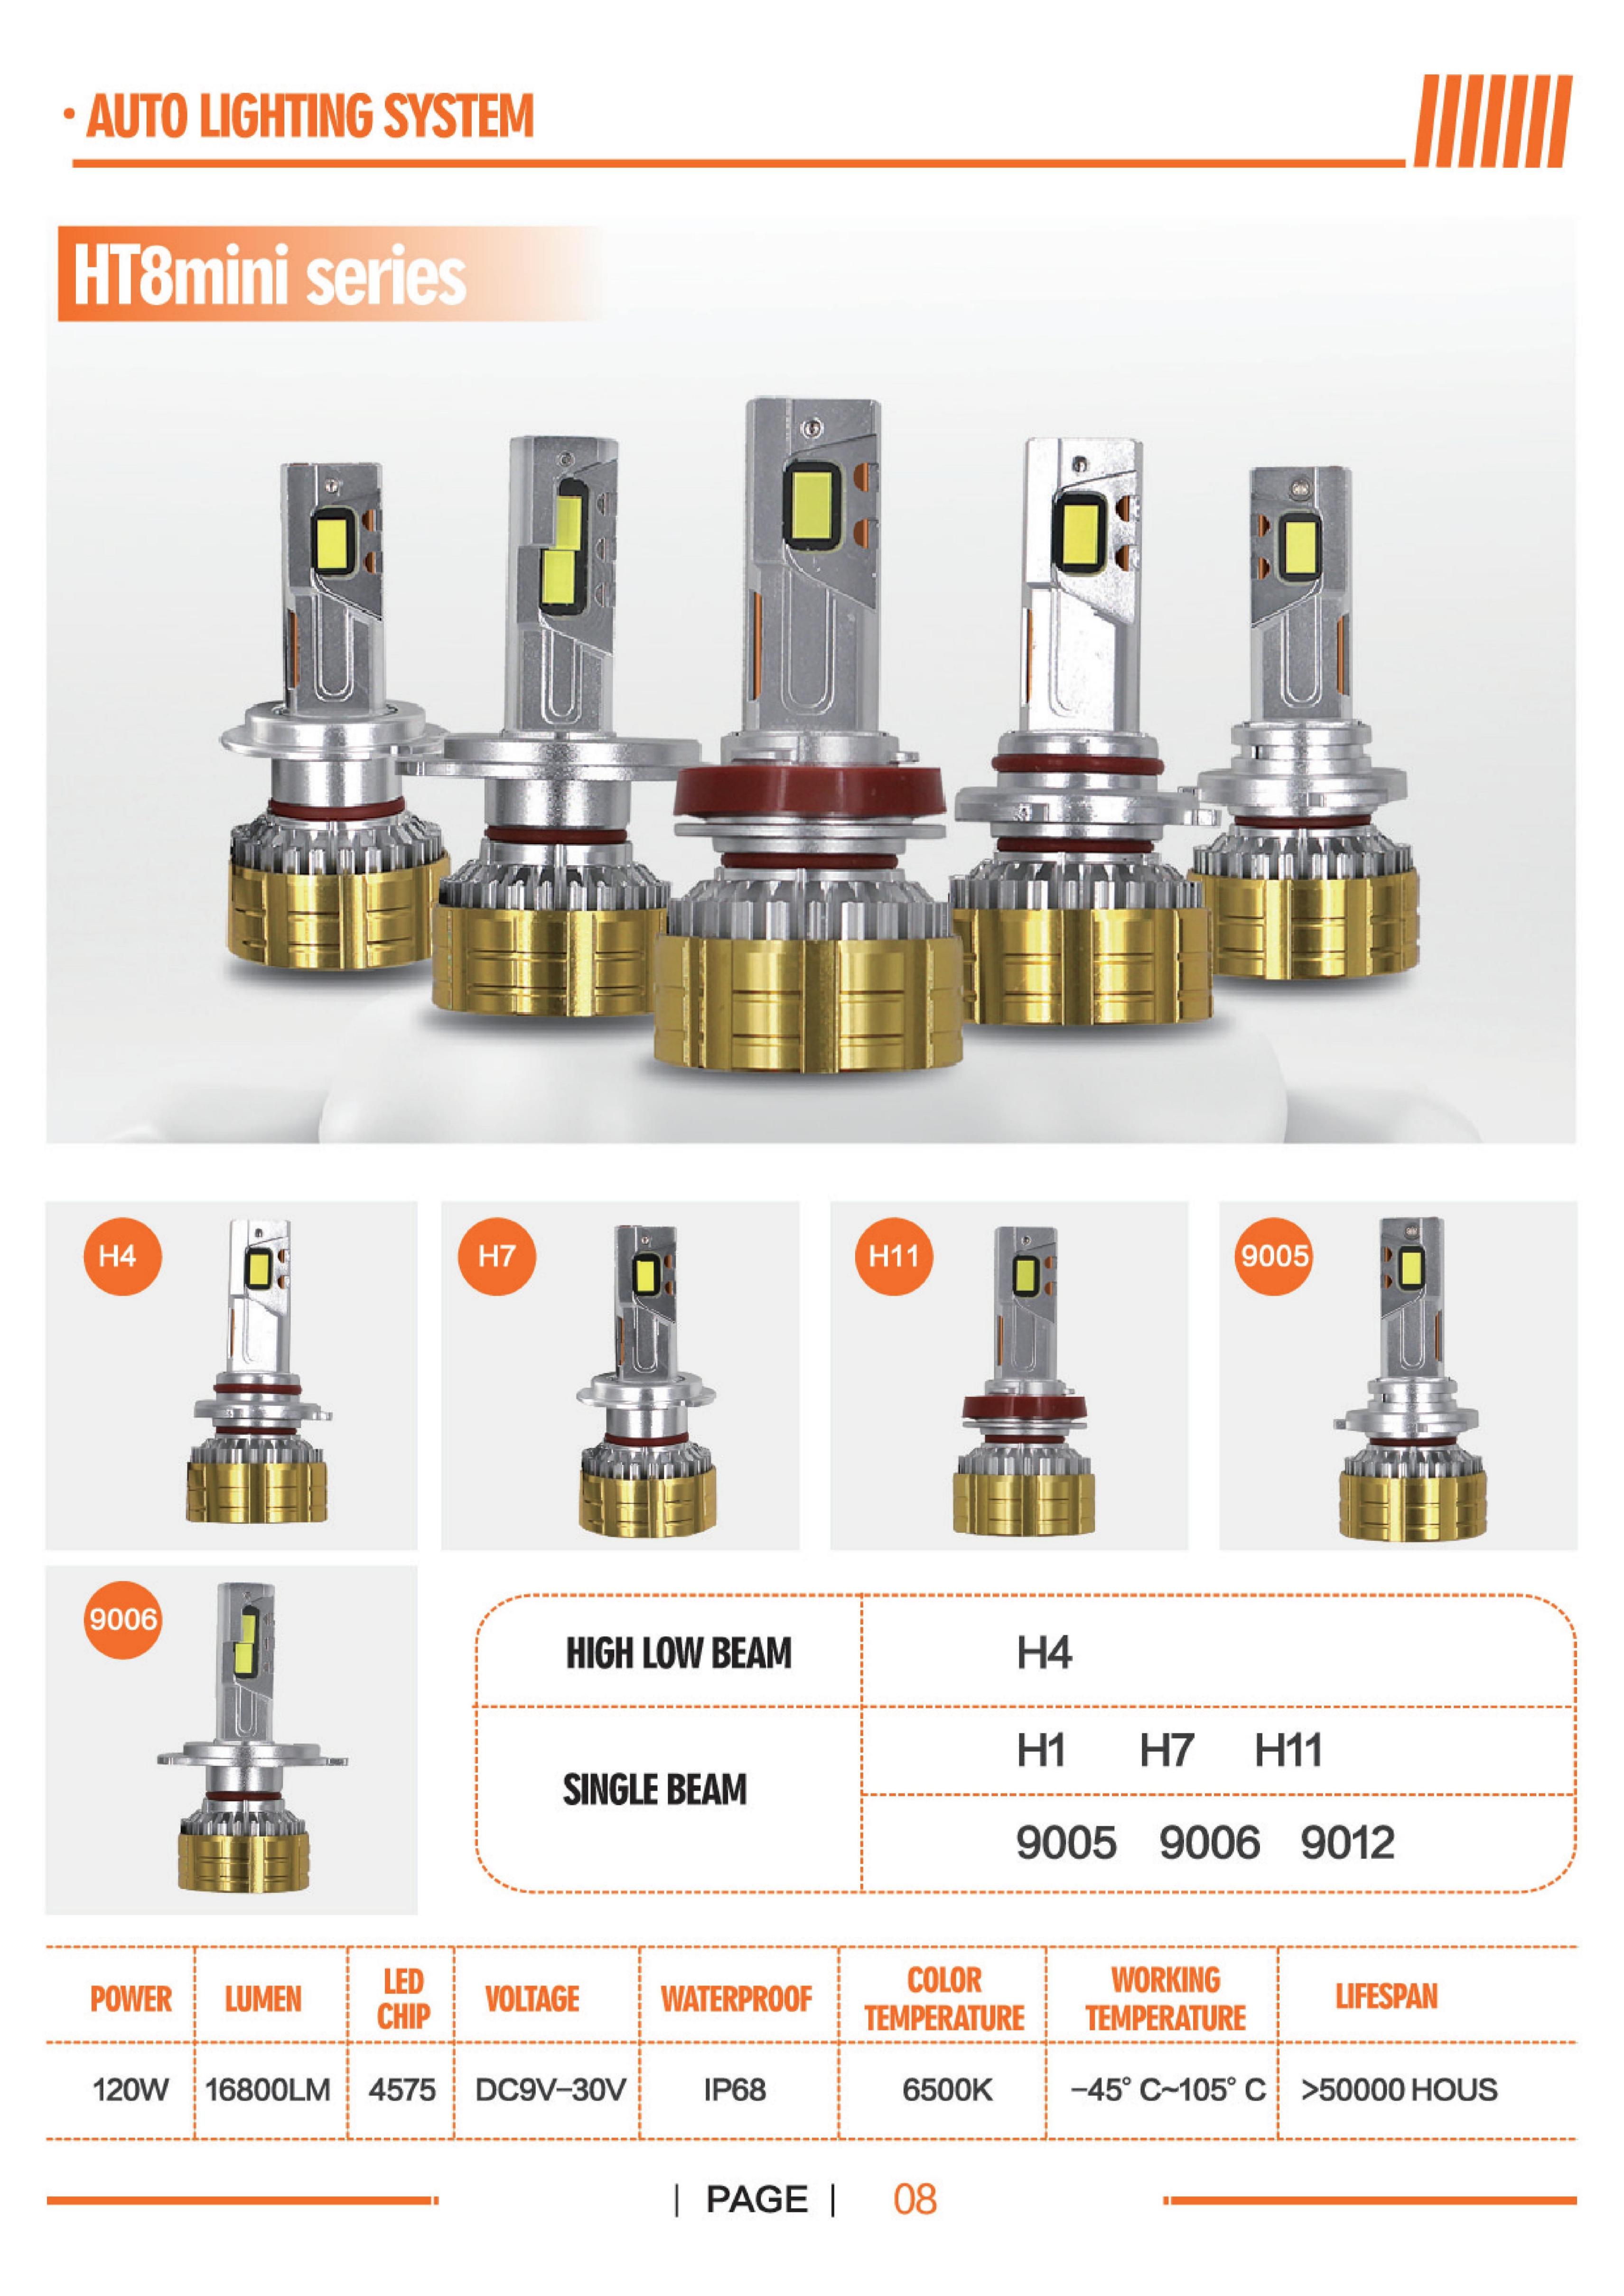 · AUTO LIGHTING SYSTEM
HT8mini series
H4
H7
H11
9005
9006
HIGH LOW BEAM H4
SINGLE BEAM
H1 H7 H11
9005 9006 9012
POWER LUMEN LED CHIP VOLTAGE WATERPROOF COLOR TEMPERATURE WORKING TEMPERATURE LIFESPAN
120W 16800LM 4575 DC9V-30V IP68 6500K -45° C~105° C >50000 HOUS
| PAGE | 08